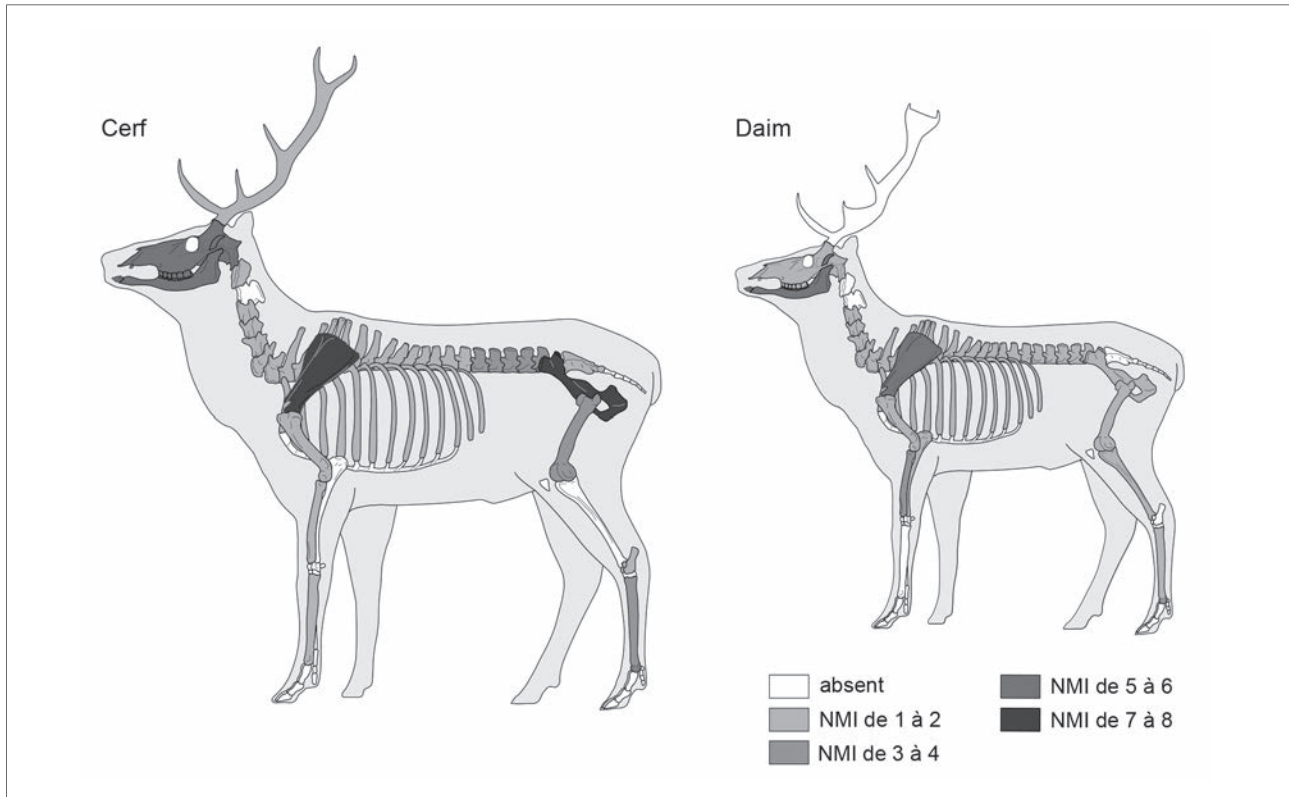 Cerf
Daim
absent
NMI de 1 à 2
NMI de 3 à 4
NMI de 5 à 6
NMI de 7 à 8